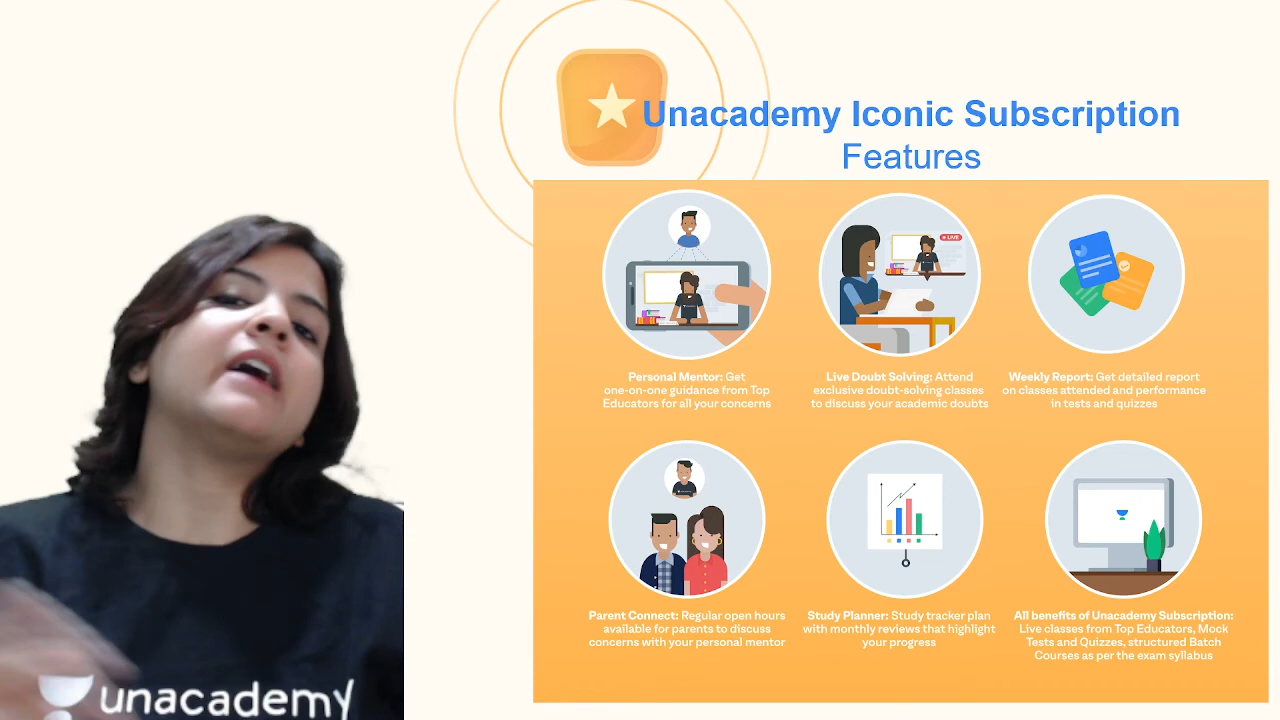 Unacademy Iconic Subscription
Features
LIVE
Personal Mentor: Get
one-on-one guidance from Top
Educators for all your concerns
Live Doubt Solving: Attend
exclusive doubt-solving classes
to discuss your academic doubts
Weekly Report: Get detailed report
on classes attended and performance
in tests and quizzes
Parent Connect: Regular open hours
available for parents to discuss
concerns with your personal mentor
Study Planner: Study tracker plan
with monthly reviews that highlight
your progress
All benefits of Unacademy Subscription:
Live classes from Top Educators, Mock
Tests and Quizzes, structured Batch
Courses as per the exam syllabus
unacademy